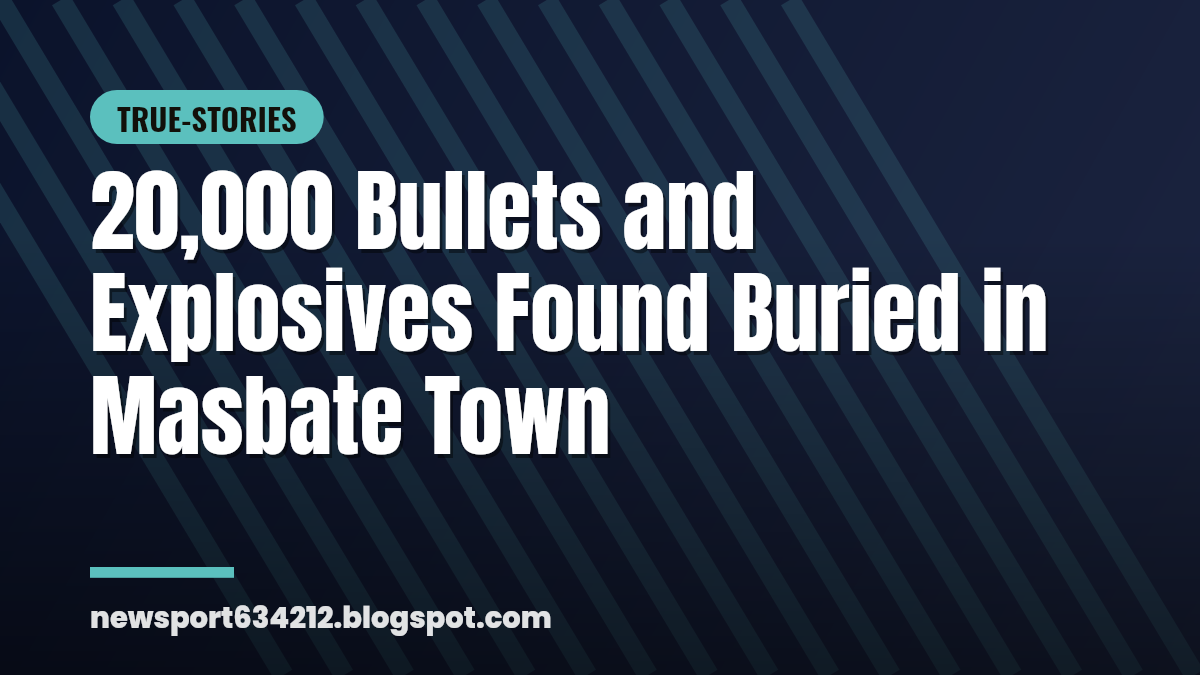 TRUE-STORIES
20,000 Bullets and
Explosives Found Buried in
Masbate Town
newsport634212.blogspot.com